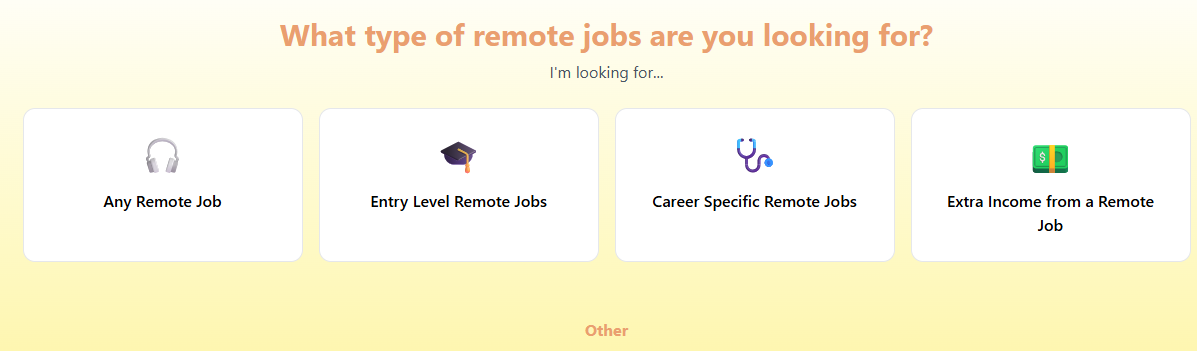 What type of remote jobs are you looking for?
I'm looking for...
Any Remote Job
Entry Level Remote Jobs
Career Specific Remote Jobs
Extra Income from a Remote
Job
Other